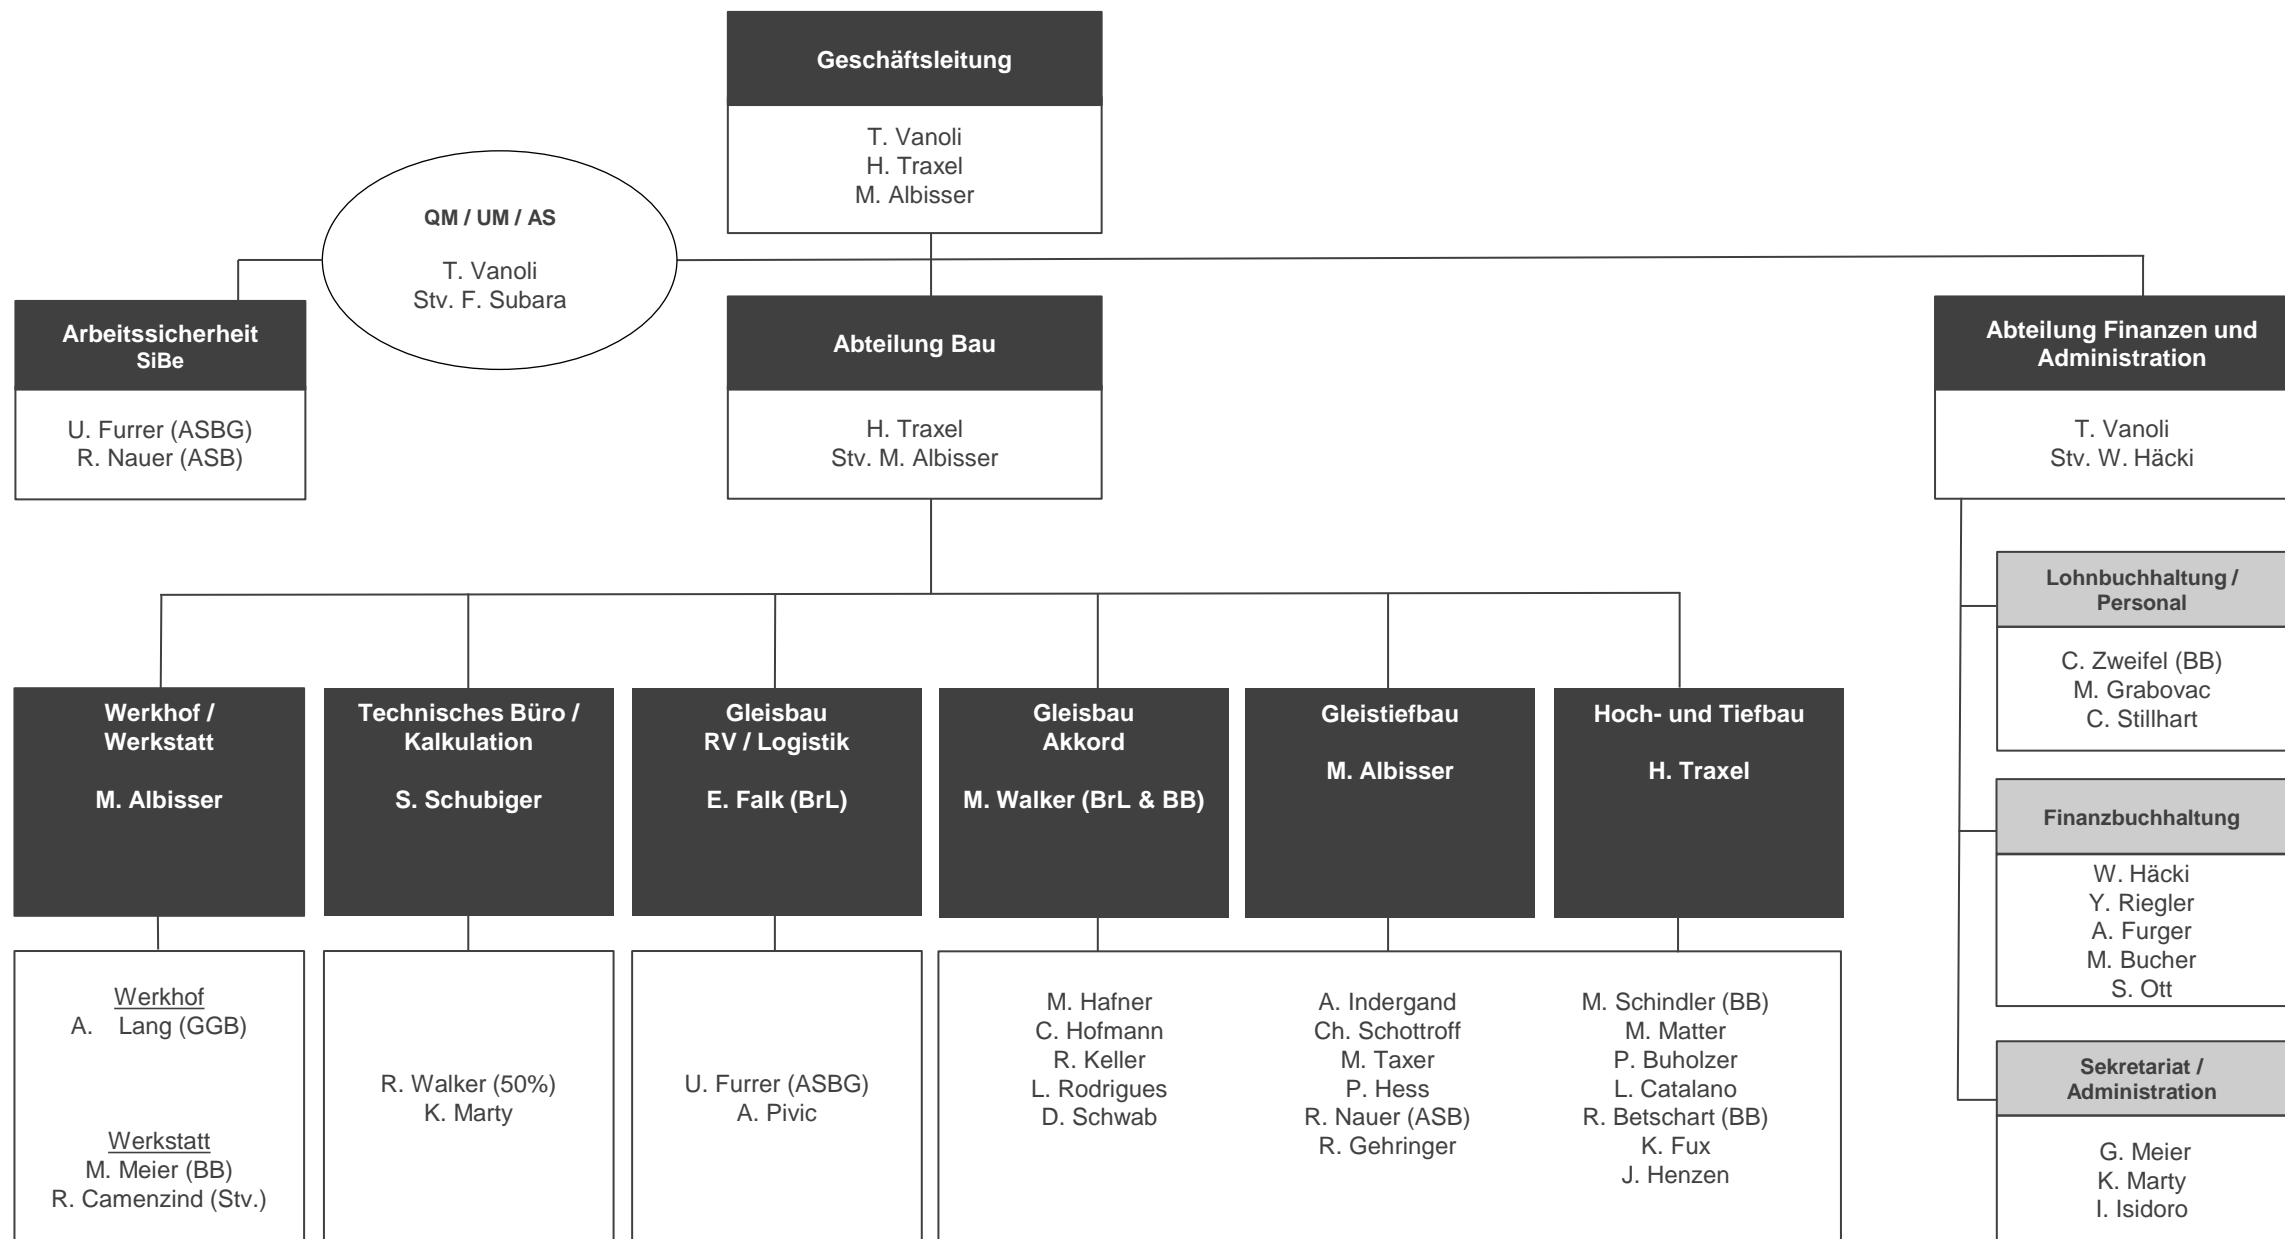 Geschäftsleitung
T. Vanoli
H. Traxel
M. Albisser
QM / UM / AS
T. Vanoli
Stv. F. Subara
Arbeitssicherheit
SiBe
U. Furrer (ASBG)
R. Nauer (ASB)
Abteilung Bau
H. Traxel
Stv. M. Albisser
Abteilung Finanzen und
Administration
T. Vanoli
Stv. W. Häcki
Lohnbuchhaltung /
Personal
C. Zweifel (BB)
M. Grabovac
C. Stillhart
Finanzbuchhaltung
W. Häcki
Y. Riegler
A. Furger
M. Bucher
S. Ott
Sekretariat /
Administration
G. Meier
K. Marty
I. Isidoro
Werkhof /
Werkstatt
M. Albisser
Werkhof
A. Lang (GGB)
Werkstatt
M. Meier (BB)
R. Camenzind (Stv.)
Technisches Büro /
Kalkulation
S. Schubiger
R. Walker (50%)
K. Marty
Gleisbau
RV / Logistik
E. Falk (BrL)
U. Furrer (ASBG)
A. Pivic
Gleisbau
Akkord
M. Walker (BrL & BB)
M. Hafner
C. Hofmann
R. Keller
L. Rodrigues
D. Schwab
Gleistiefbau
M. Albisser
A. Indergand
Ch. Schottroff
M. Taxer
P. Hess
R. Nauer (ASB)
R. Gehringer
Hoch- und Tiefbau
H. Traxel
M. Schindler (BB)
M. Matter
P. Buholzer
L. Catalano
R. Betschart (BB)
K. Fux
J. Henzen